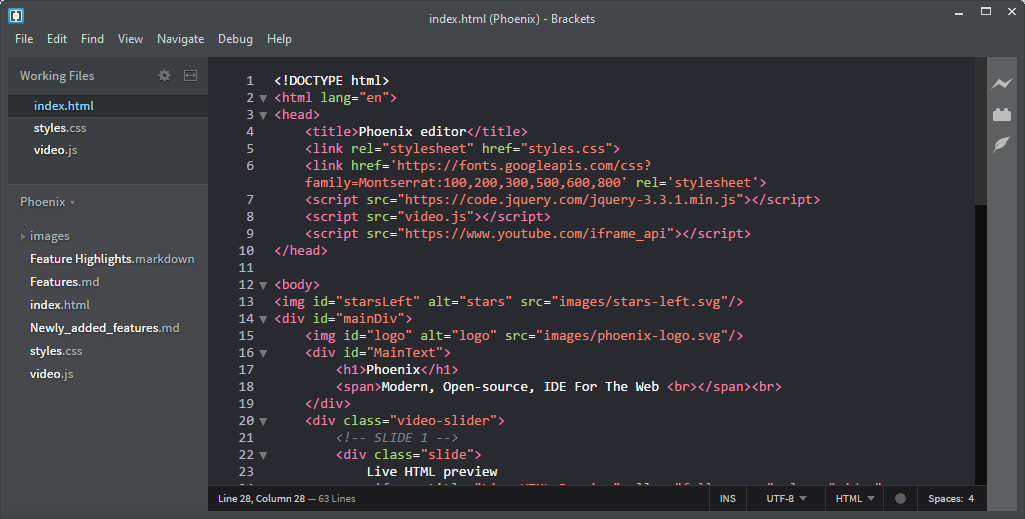 index.html (Phoenix) - Brackets
File Edit Find View Navigate Debug Help
Working Files
index.html
styles.css
video.js
Phoenix
images
Feature Highlights.markdown
Features.md
index.html
Newly_added_features.md
styles.css
video.js
1 <!DOCTYPE html>
2 <html lang="en">
3 <head>
4 <title>Phoenix editor</title>
5 <link rel="stylesheet" href="styles.css">
6 <link href='https://fonts.googleapis.com/css?
family=Montserrat:100,200,300,500,600,800' rel='stylesheet'>
7 <script src="https://code.jquery.com/jquery-3.3.1.min.js"></script>
8 <script src="video.js"></script>
9 <script src="https://www.youtube.com/iframe_api"></script>
10 </head>
11
12 <body>
13 <img id="starsLeft" alt="stars" src="images/stars-left.svg"/>
14 <div id="mainDiv">
15 <img id="logo" alt="logo" src="images/phoenix-logo.svg"/>
16 <div id="MainText">
17 <h1>Phoenix</h1>
18 <span>Modern, Open-source, IDE For The Web <br></span><br>
19 </div>
20 <div class="video-slider">
21 <!-- SLIDE 1 -->
22 <div class="slide">
23 Live HTML preview
Line 28, Column 28 — 63 Lines
INS UTF-8 HTML Spaces: 4